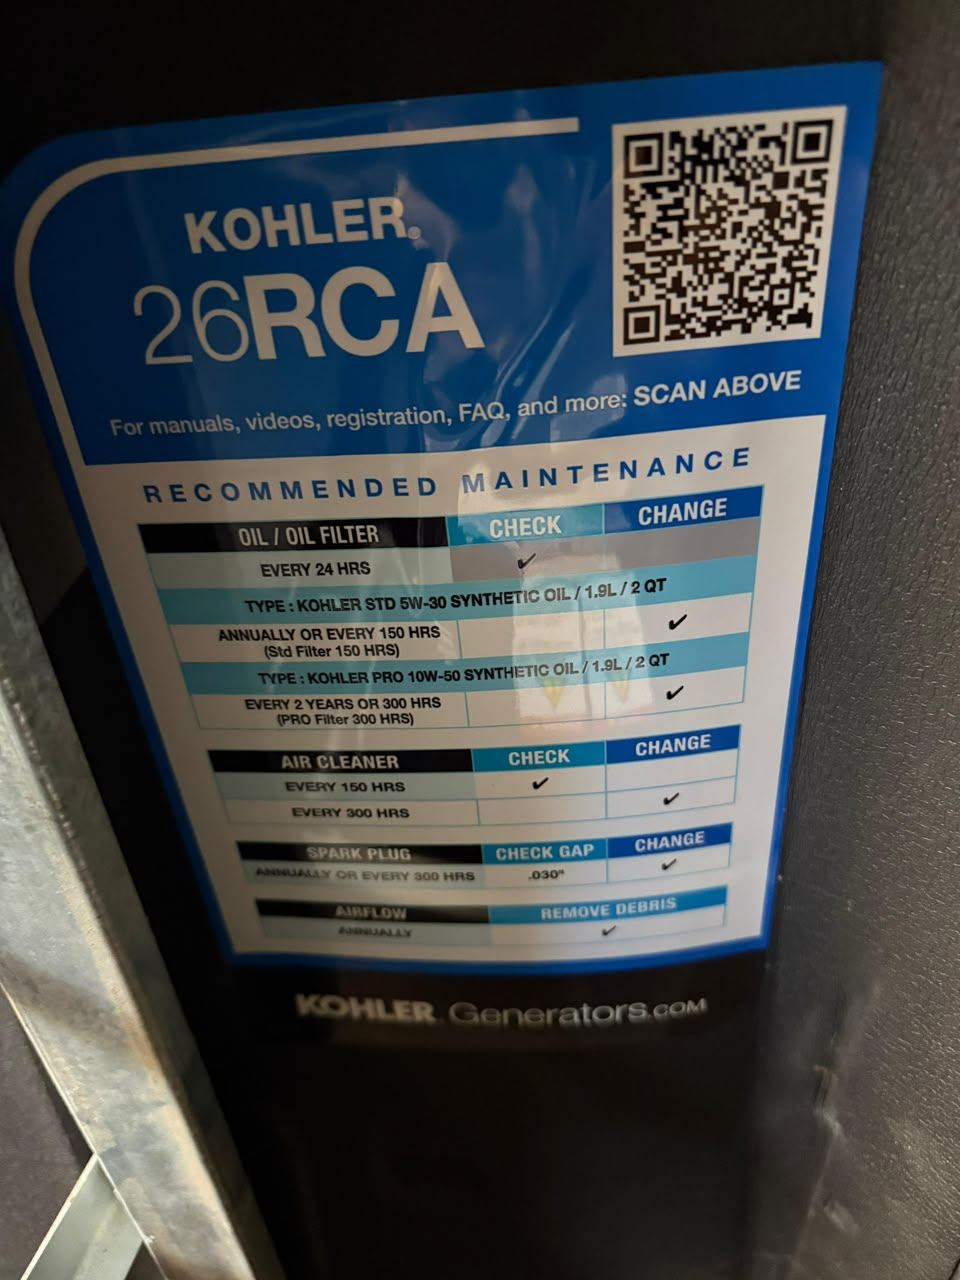 KOHLER®
26RCA
For manuals, videos, registration, FAQ, and more: SCAN ABOVE
RECOMMENDED MAINTENANCE
OIL / OIL FILTER CHECK CHANGE
EVERY 24 HRS ✓
TYPE : KOHLER STD 5W-30 SYNTHETIC OIL / 1.9L / 2 QT
ANNUALLY OR EVERY 150 HRS ✓
(Std Filter 150 HRS)
TYPE : KOHLER PRO 10W-50 SYNTHETIC OIL / 1.9L / 2 QT
EVERY 2 YEARS OR 300 HRS ✓
(PRO Filter 300 HRS)
AIR CLEANER CHECK CHANGE
EVERY 150 HRS ✓
EVERY 300 HRS ✓
SPARK PLUG CHECK GAP CHANGE
ANNUALLY OR EVERY 300 HRS .030" ✓
AIRFLOW REMOVE DEBRIS
ANNUALLY ✓
KOHLER Generators.com